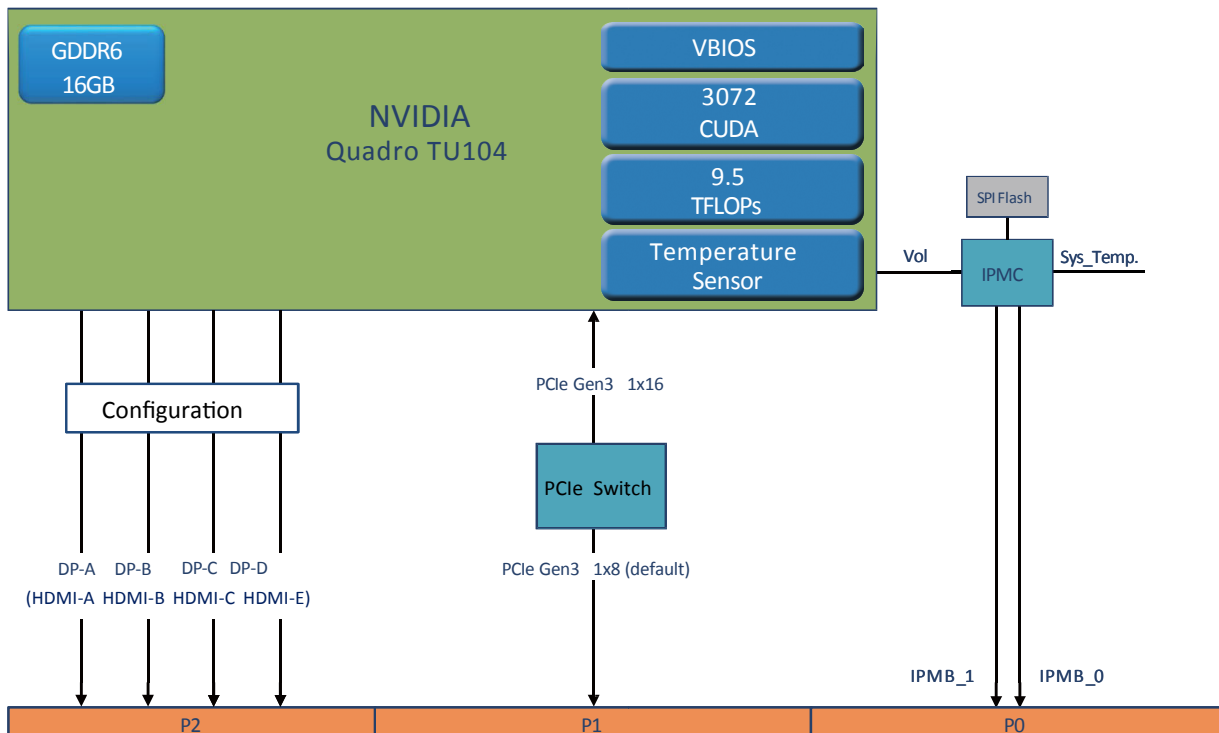 GDDR6
16GB
NVIDIA
Quadro TU104
VBIOS
3072
CUDA
9.5
TFLOPs
Temperature
Sensor
SPI Flash
Vol
IPMC
Sys_Temp.
PCIe Gen3 1x16
Configuration
PCIe Switch
DP-A DP-B DP-C DP-D
(HDMI-A HDMI-B HDMI-C HDMI-E)
PCIe Gen3 1x8 (default)
IPMB_1 IPMB_0
P2 P1 P0